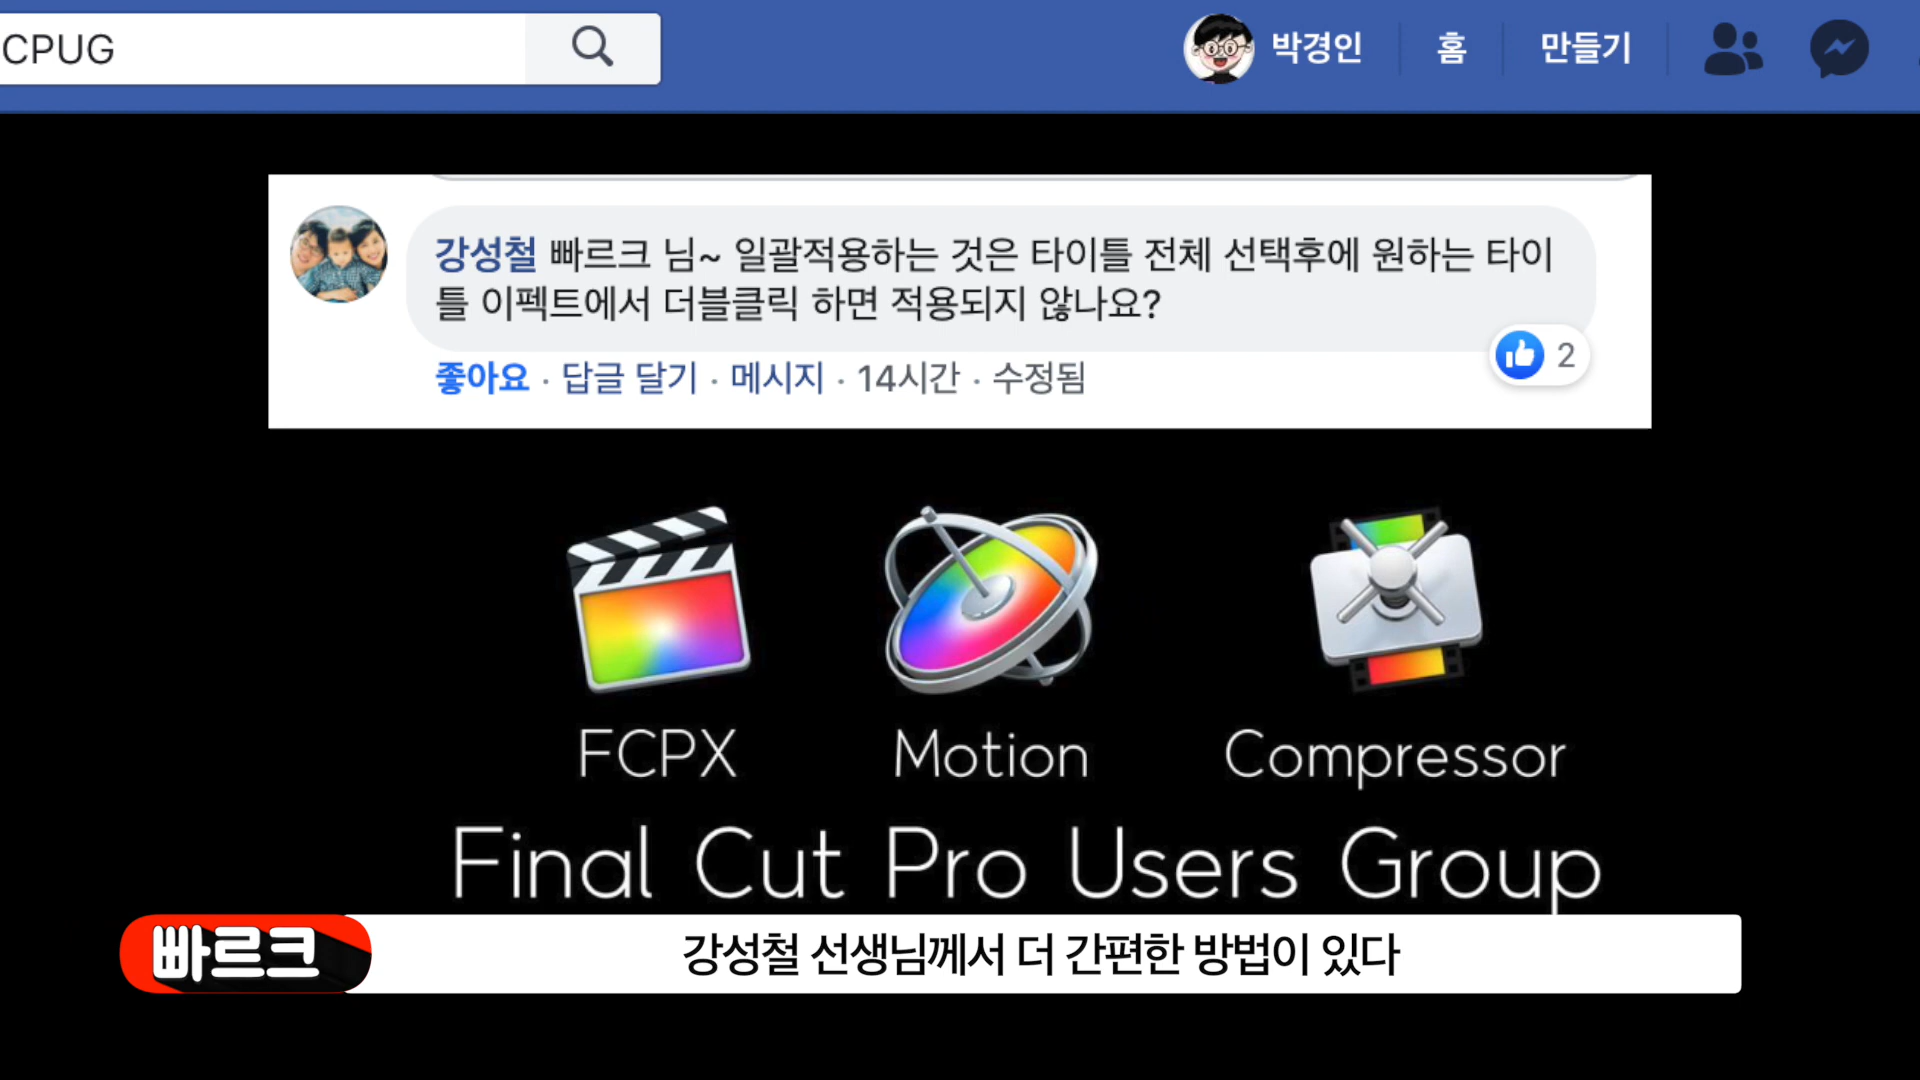 CPUG
박경인 홈 만들기
강성철 빠르크 님~ 일괄적용하는 것은 타이틀 전체 선택후에 원하는 타이
틀 이펙트에서 더블클릭 하면 적용되지 않나요?
2
좋아요 · 답글 달기 · 메시지 · 14시간 · 수정됨
FCPX Motion Compressor
Final Cut Pro Users Group
빠르크 강성철 선생님께서 더 간편한 방법이 있다